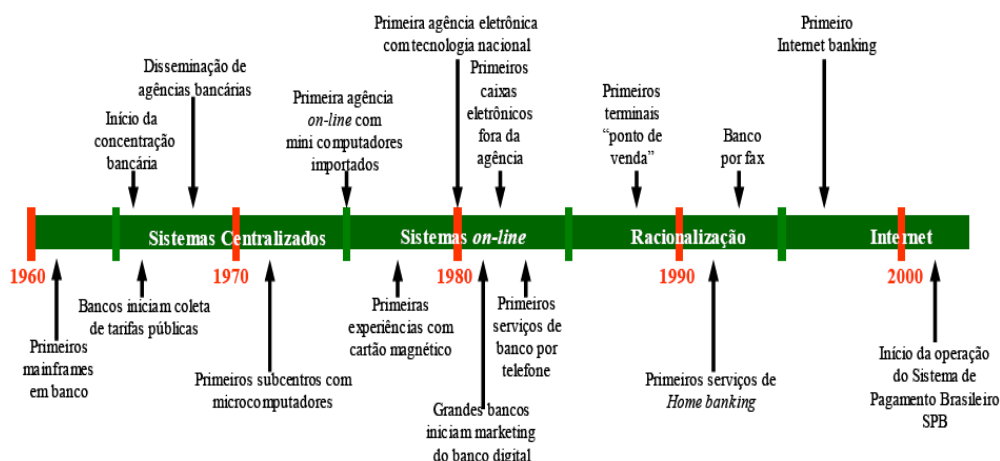 Primeira agência eletrônica
com tecnologia nacional
Primeiro
Internet banking
Disseminação de
agências bancárias
Primeiros
caixas
eletrônicos
fora da
agência
Primeira agência
on-line com
mini computadores
importados
Primeiros
terminais
“ponto de
venda”
Início da
concentração
bancária
Banco
por fax
Sistemas Centralizados
Sistemas on-line
Racionalização
Internet
1960
1970
1980
1990
2000
Bancos iniciam coleta
de tarifas públicas
Primeiras
experiências com
cartão magnético
Primeiros
serviços de
banco por
telefone
Primeiros
mainframes
em banco
Início da operação
do Sistema de
Pagamento Brasileiro
SPB
Primeiros subcentros com
microcomputadores
Primeiros serviços de
Home banking
Grandes bancos
iniciam marketing
do banco digital